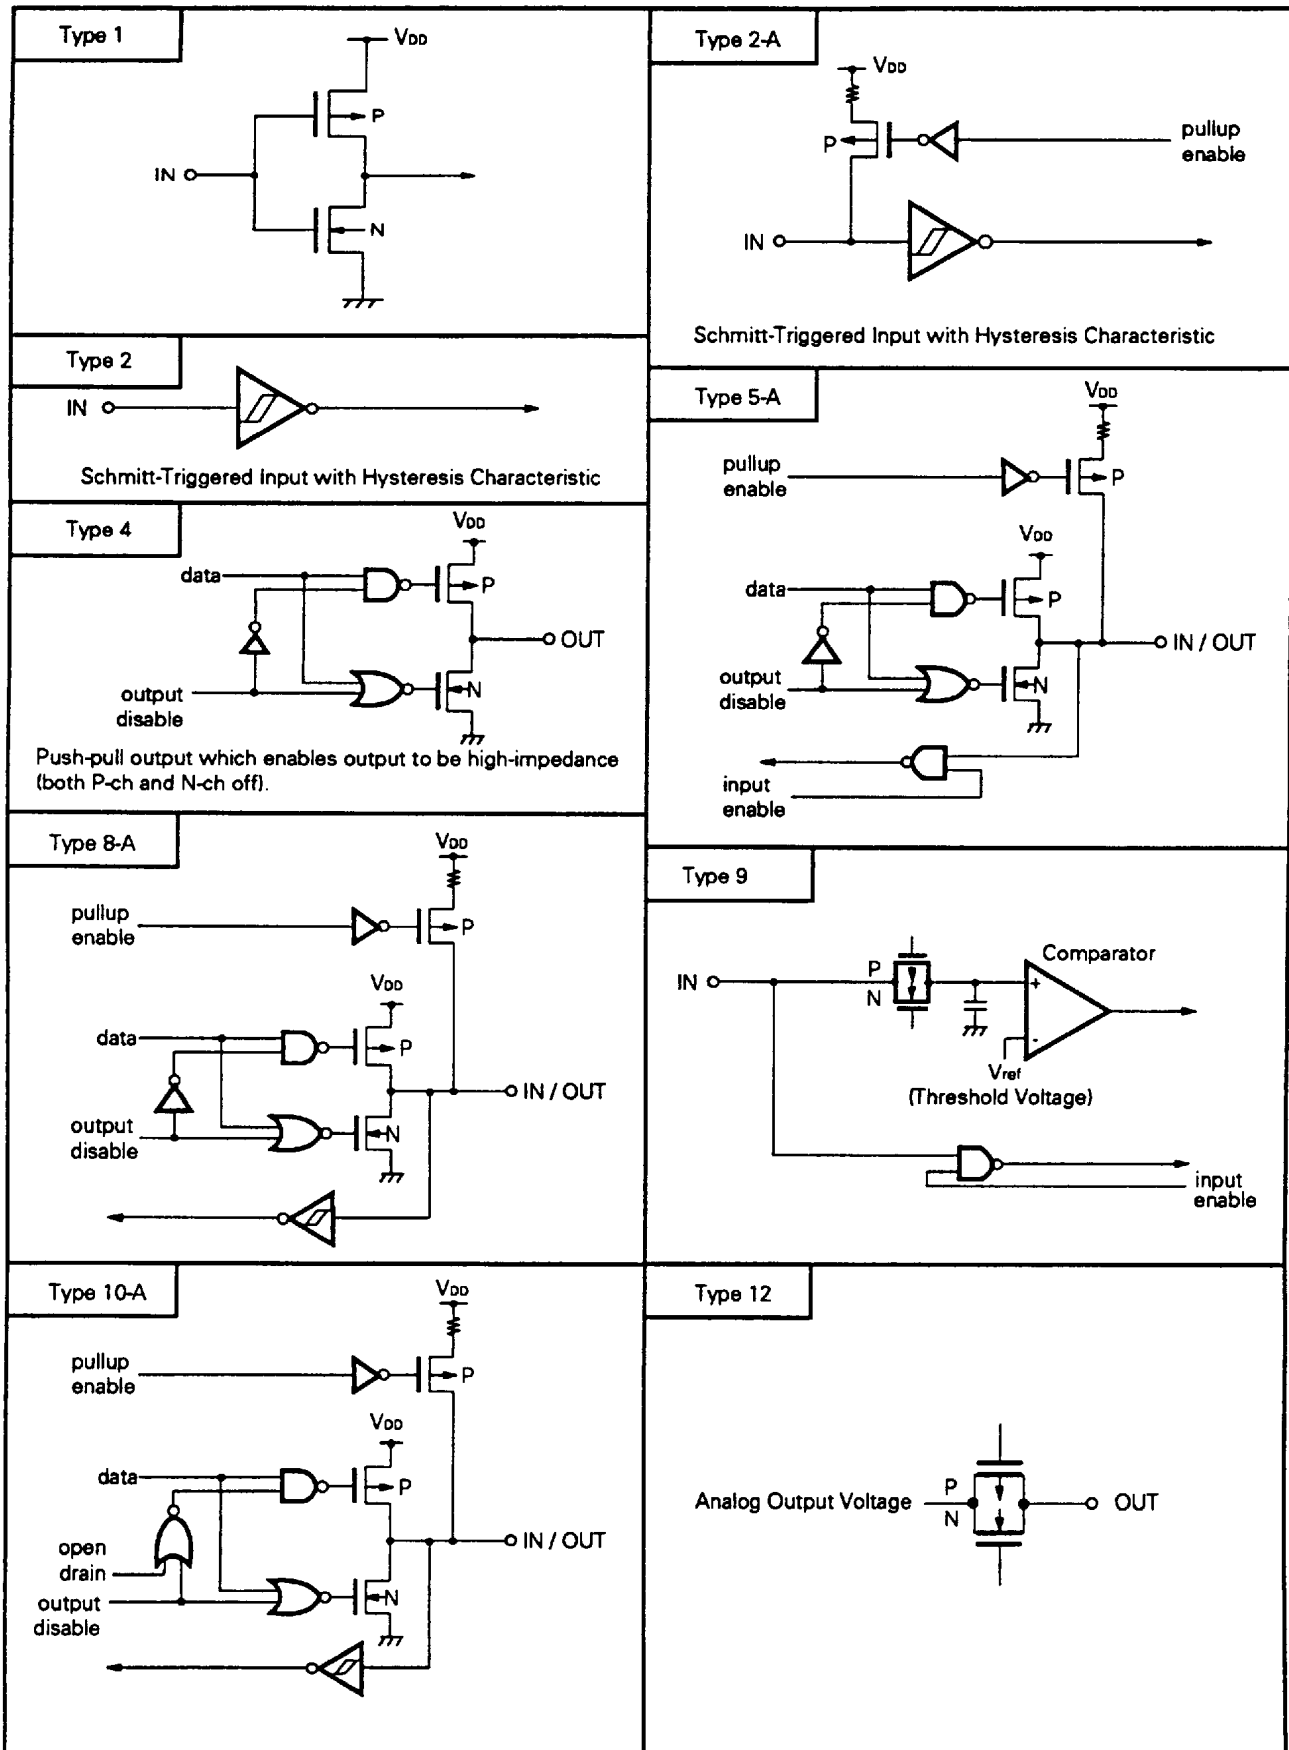 Type 1
VDD
P
IN
N
Type 2-A
VDD
P
pullup
enable
IN
Schmitt-Triggered Input with Hysteresis Characteristic
Type 2
IN
Schmitt-Triggered Input with Hysteresis Characteristic
Type 5-A
VDD
pullup
enable
P
VDD
data
P
IN / OUT
output
disable
N
input
enable
Type 4
VDD
data
P
OUT
output
disable
N
Push-pull output which enables output to be high-impedance
(both P-ch and N-ch off).
Type 8-A
VDD
pullup
enable
P
VDD
data
P
IN / OUT
output
disable
N
Type 9
Comparator
IN
P
N
+
-
Vref
(Threshold Voltage)
input
enable
Type 10-A
VDD
pullup
enable
P
VDD
data
P
IN / OUT
open
drain
output
disable
N
Type 12
Analog Output Voltage
P
N
OUT